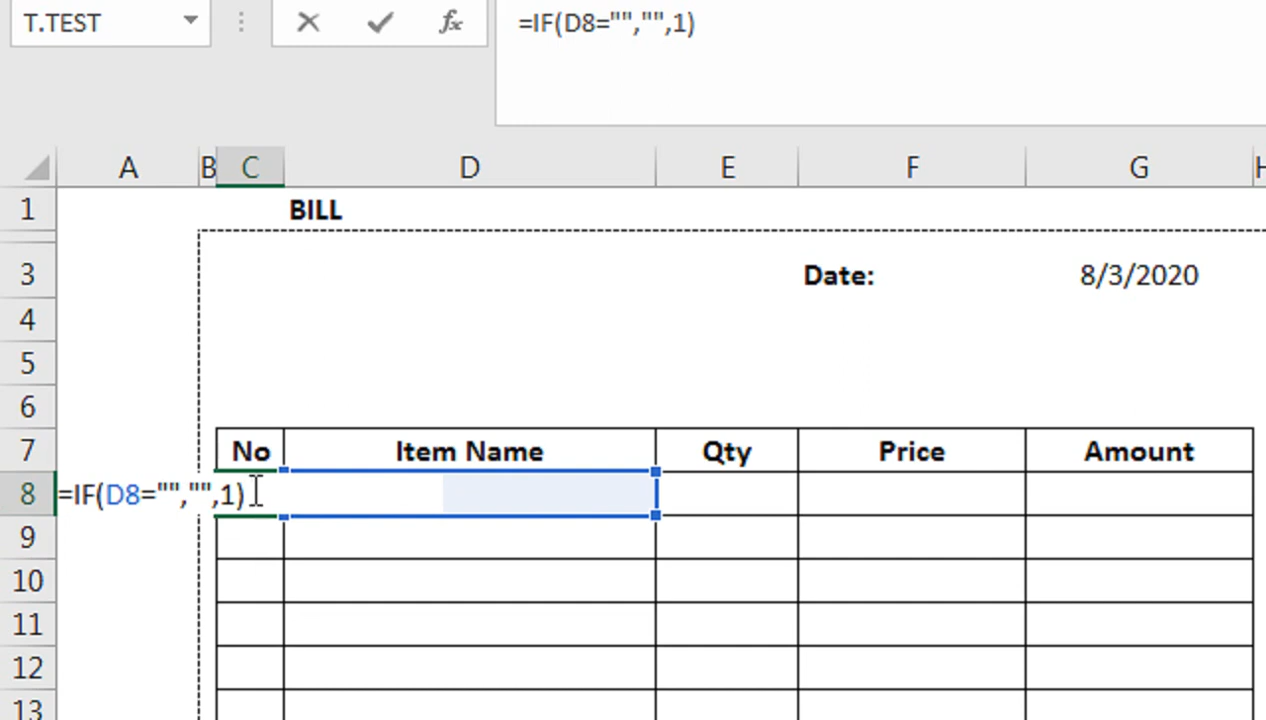 T.TEST fx =IF(D8="","",1)
A B C D E F G H
1 BILL
3 Date: 8/3/2020
4
5
6
7 No Item Name Qty Price Amount
8 =IF(D8="","",1)
9
10
11
12
13